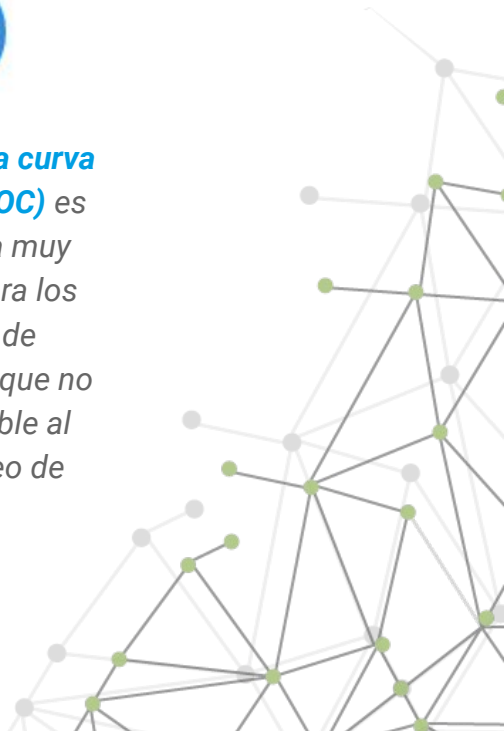 a curva
OC) es
a muy
ra los
de
que no
ble al
eo de